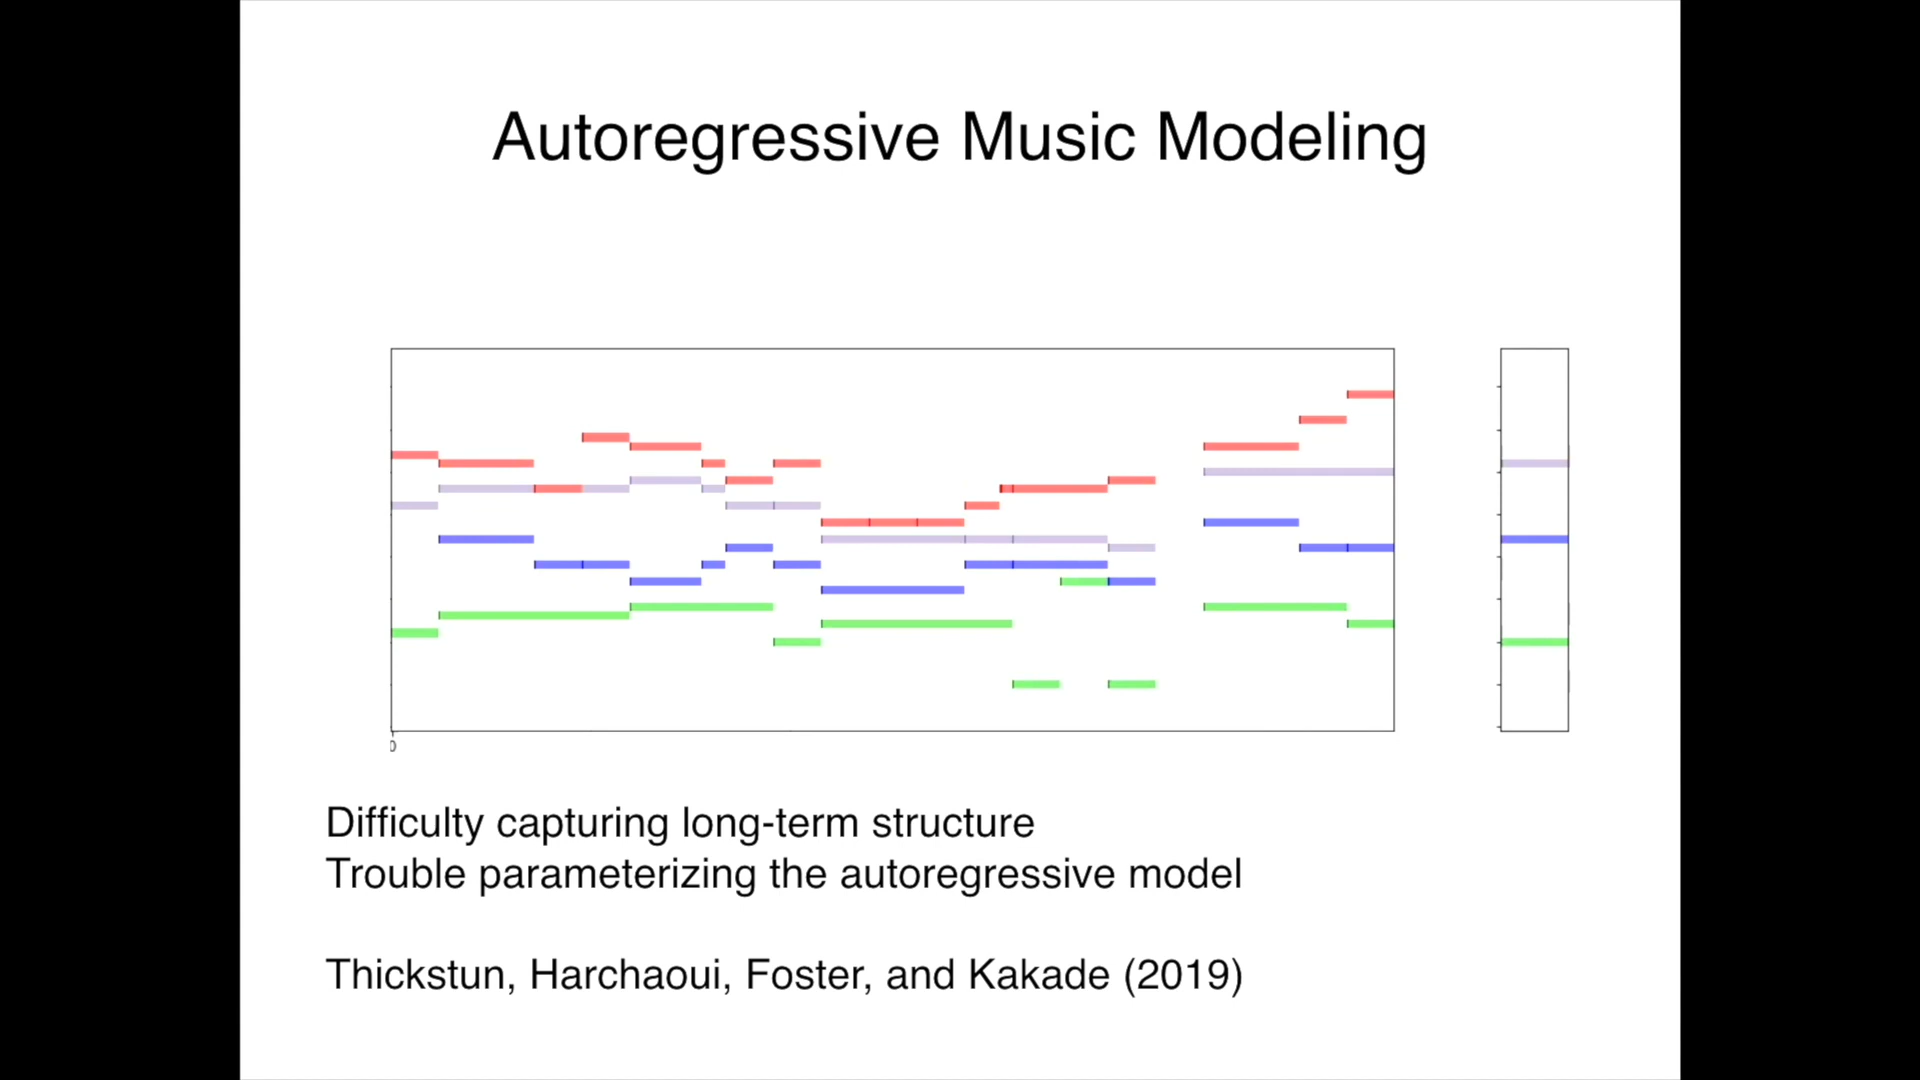 Autoregressive Music Modeling
0
Difficulty capturing long-term structure
Trouble parameterizing the autoregressive model
Thickstun, Harchaoui, Foster, and Kakade (2019)